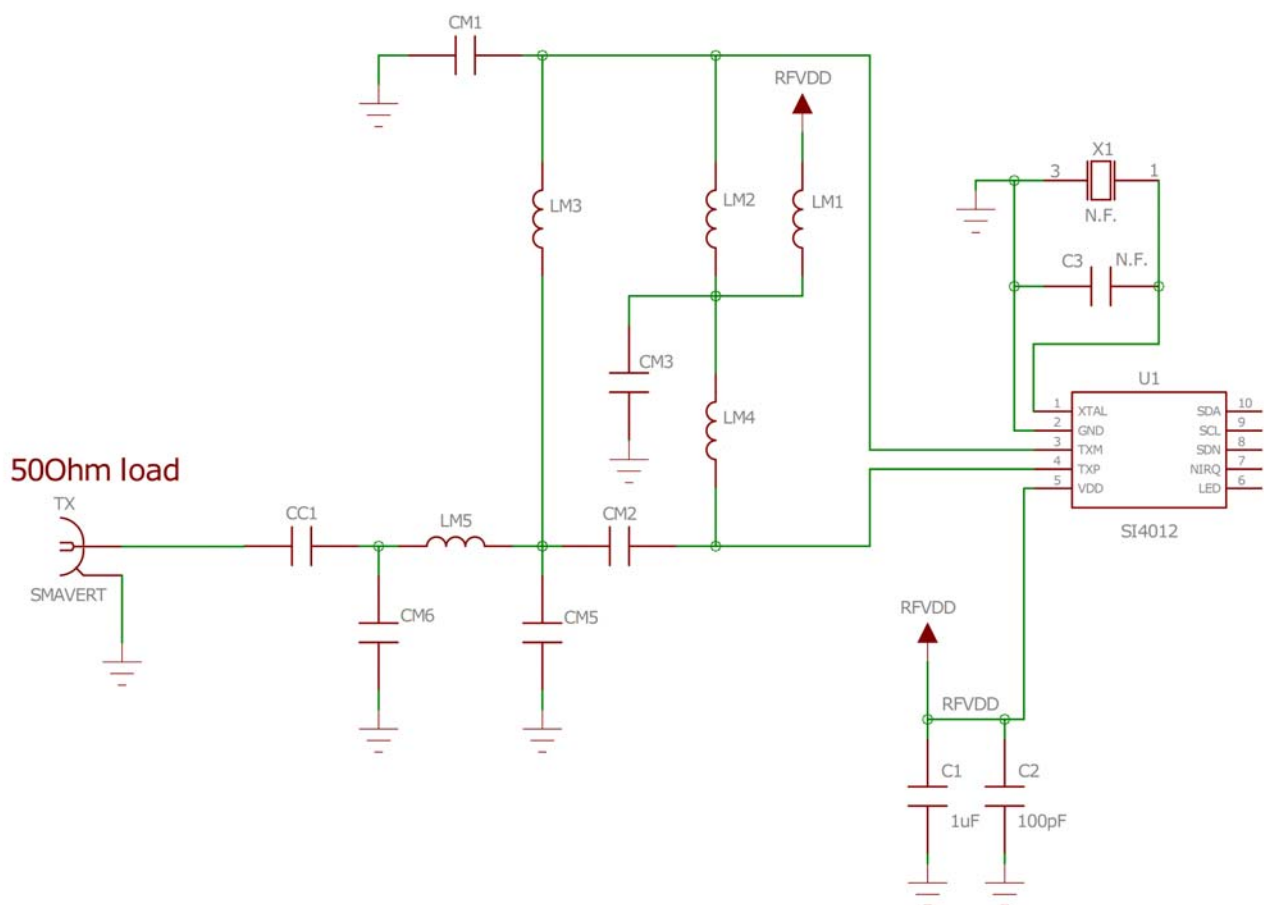 CM1
RFVDD
X1
3
1
N.F.
LM3
LM2
LM1
C3
N.F.
CM3
LM4
U1
1
XTAL
SDA
10
2
GND
SCL
9
3
TXM
SDN
8
4
TXP
NIRQ
7
5
VDD
LED
6
SI4012
50Ohm load
TX
CC1
LM5
CM2
SMAVERT
CM6
CM5
RFVDD
RFVDD
C1
C2
1uF
100pF